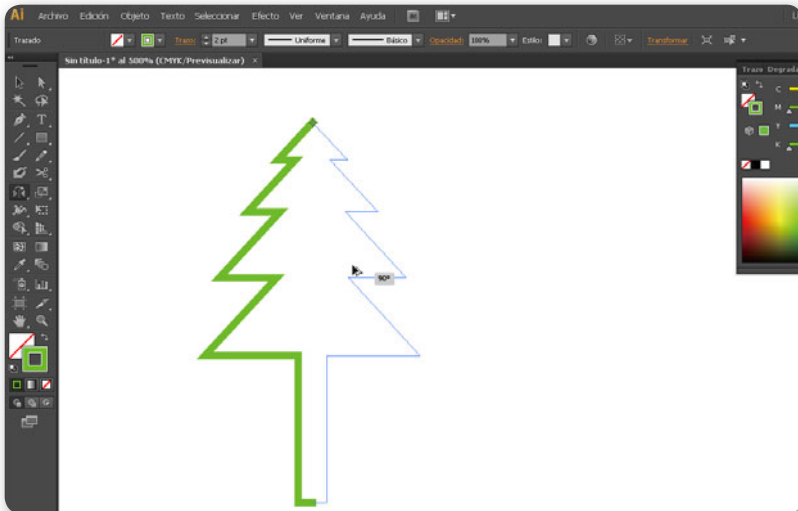 Ai Archivo Edición Objeto Texto Seleccionar Efecto Ver Ventana Ayuda
Trazado Trazo: 2 pt Uniforme Básico Opacidad: 100% Estilo: Transformar
Sin título-1* al 500% (CMYK/Previsualizar) ×
Trazo Degrada
C
M
Y
K
90°